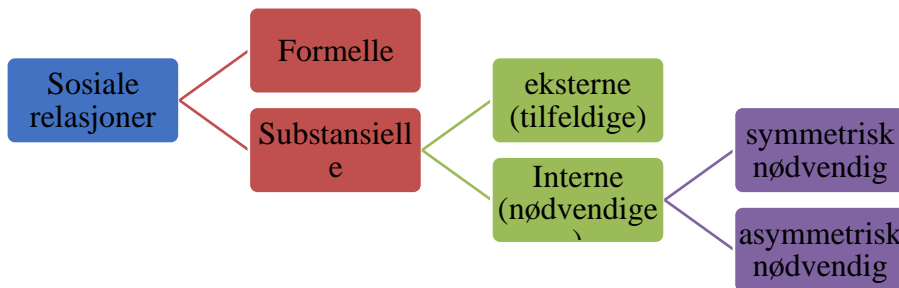 Sosiale
relasjoner
Formelle
Substansiell
e
eksterne
(tilfeldige)
Interne
(nødvendige
)
symmetrisk
nødvendig
asymmetrisk
nødvendig